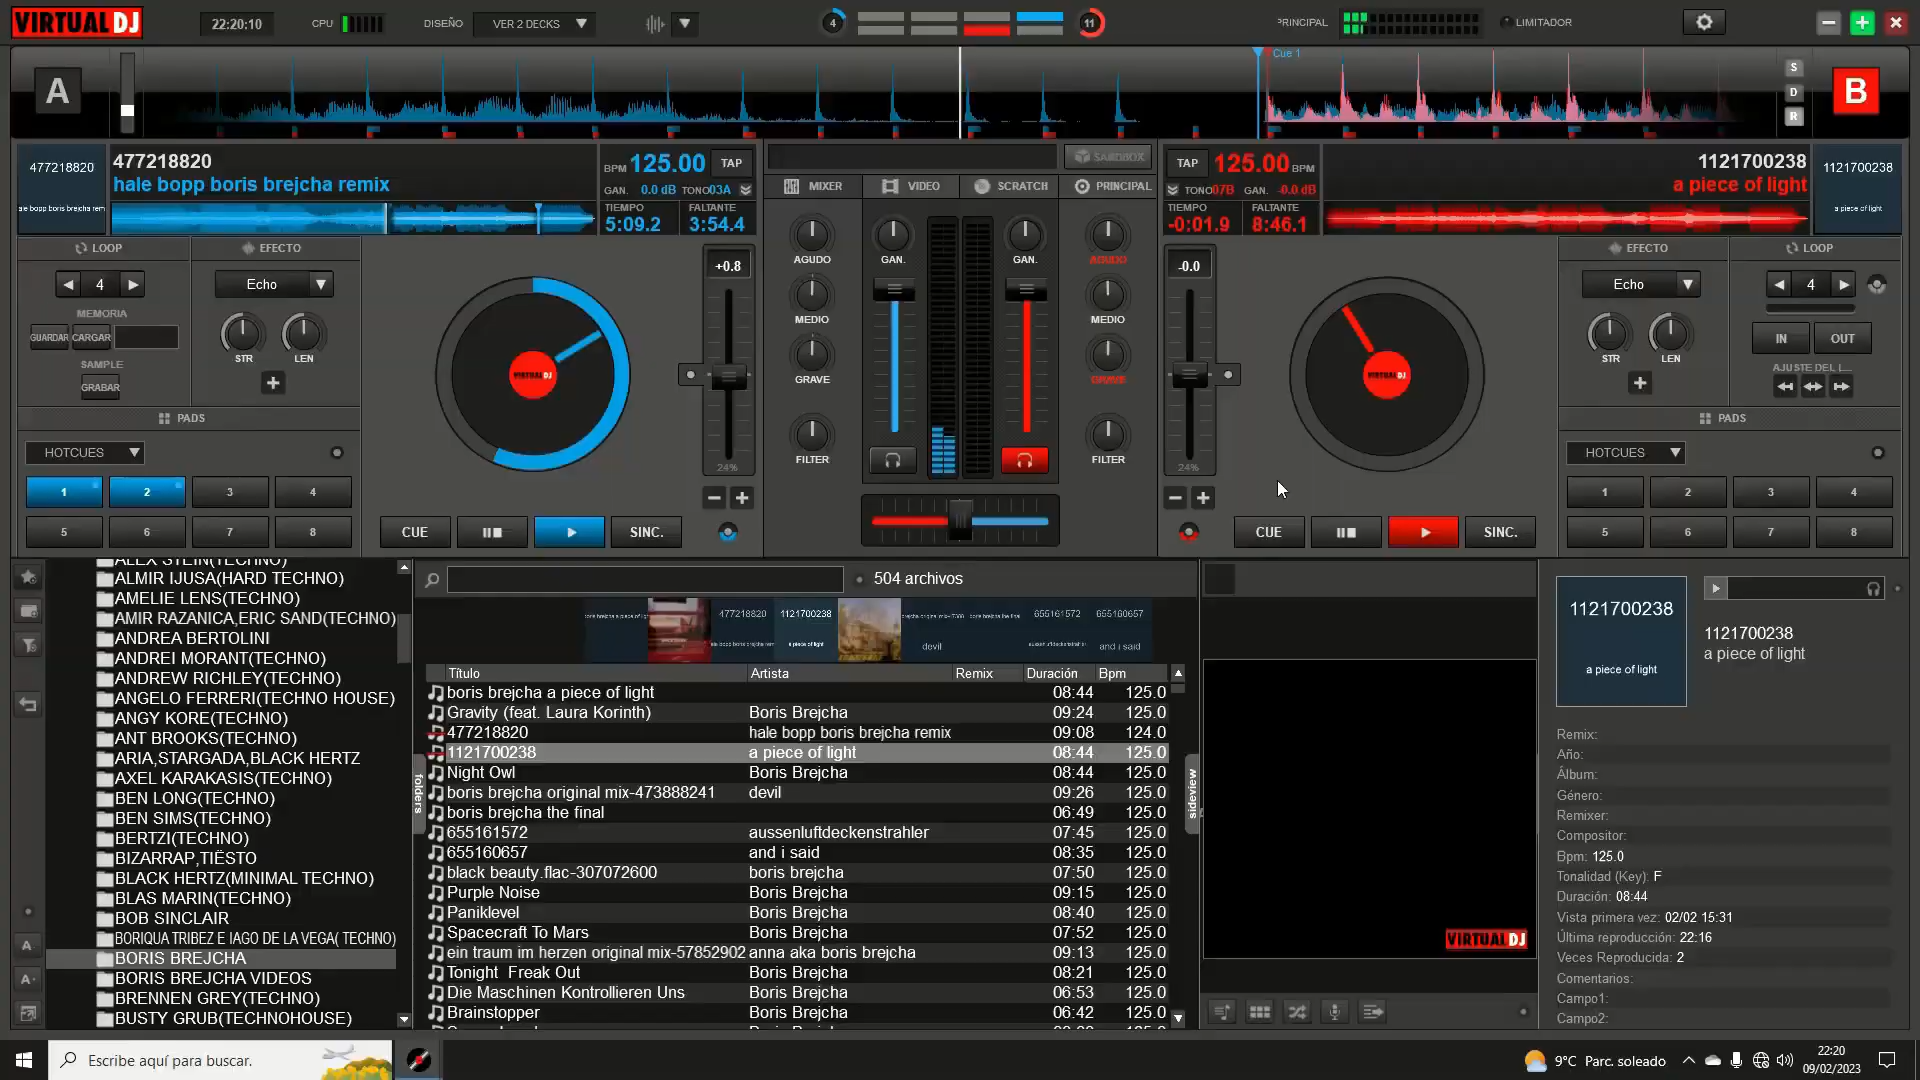 VIRTUAL DJ
22:20:10
CPU
DISEÑO
VER 2 DECKS
4
11
PRINCIPAL
LIMITADOR
Cue 1
A
S
D
R
B
477218820
hale bopp boris brejcha remix
BPM 125.00 TAP
GAN. 0.0 dB TONO 03A
TIEMPO
5:09.2
FALTANTE
3:54.4
SANDBOX
MIXER
VIDEO
SCRATCH
PRINCIPAL
TAP 125.00 BPM
TONO 07B GAN. -0.0 dB
TIEMPO
-0:01.9
FALTANTE
8:46.1
1121700238
a piece of light
1121700238
a piece of light
477218820
LOOP
4
MEMORIA
GUARDAR CARGAR
SAMPLE
GRABAR
EFECTO
Echo
STR
LEN
PADS
HOTCUES
1
2
3
4
5
6
7
8
VIRTUAL DJ
+0.8
24%
CUE
SINC.
AGUDO
MEDIO
GRAVE
FILTER
GAN.
GAN.
AGUDO
MEDIO
GRAVE
FILTER
-0.0
24%
VIRTUAL DJ
CUE
SINC.
EFECTO
Echo
STR
LEN
LOOP
4
IN
OUT
AJUSTE DEL L...
PADS
HOTCUES
1
2
3
4
5
6
7
8
ALEX STEIN(TECHNO)
ALMIR IJUSA(HARD TECHNO)
AMELIE LENS(TECHNO)
AMIR RAZANICA,ERIC SAND(TECHNO)
ANDREA BERTOLINI
ANDREI MORANT(TECHNO)
ANDREW RICHLEY(TECHNO)
ANGELO FERRERI(TECHNO HOUSE)
ANGY KORE(TECHNO)
ANT BROOKS(TECHNO)
ARIA,STARGADA,BLACK HERTZ
AXEL KARAKASIS(TECHNO)
BEN LONG(TECHNO)
BEN SIMS(TECHNO)
BERTZI(TECHNO)
BIZARRAP,TIËSTO
BLACK HERTZ(MINIMAL TECHNO)
BLAS MARIN(TECHNO)
BOB SINCLAIR
BORIQUA TRIBEZ E IAGO DE LA VEGA( TECHNO)
BORIS BREJCHA
BORIS BREJCHA VIDEOS
BRENNEN GREY(TECHNO)
BUSTY GRUB(TECHNOHOUSE)
folders
504 archivos
477218820
1121700238
a piece of light
devil
655161572
aussenluftdeckenstrahler
655160657
and i said
Título Artista Remix Duración Bpm
boris brejcha a piece of light 08:44 125.0
Gravity (feat. Laura Korinth) Boris Brejcha 09:24 125.0
477218820 hale bopp boris brejcha remix 09:08 124.0
1121700238 a piece of light 08:44 125.0
Night Owl Boris Brejcha 08:44 125.0
boris brejcha original mix-473888241 devil 09:26 125.0
boris brejcha the final 06:49 125.0
655161572 aussenluftdeckenstrahler 07:45 125.0
655160657 and i said 08:35 125.0
black beauty.flac-307072600 boris brejcha 07:50 125.0
Purple Noise Boris Brejcha 09:15 125.0
Paniklevel Boris Brejcha 08:40 125.0
Spacecraft To Mars Boris Brejcha 07:52 125.0
ein traum im herzen original mix-57852902 anna aka boris brejcha 09:13 125.0
Tonight Freak Out Boris Brejcha 08:21 125.0
Die Maschinen Kontrollieren Uns Boris Brejcha 06:53 125.0
Brainstopper Boris Brejcha 06:42 125.0
sideview
VIRTUAL DJ
1121700238
a piece of light
1121700238
a piece of light
Remix:
Año:
Álbum:
Género:
Remixer:
Compositor:
Bpm: 125.0
Tonalidad (Key): F
Duración: 08:44
Vista primera vez: 02/02 15:31
Última reproducción: 22:16
Veces Reproducida: 2
Comentarios:
Campo1:
Campo2:
Escribe aquí para buscar.
9°C Parc. soleado
22:20
09/02/2023